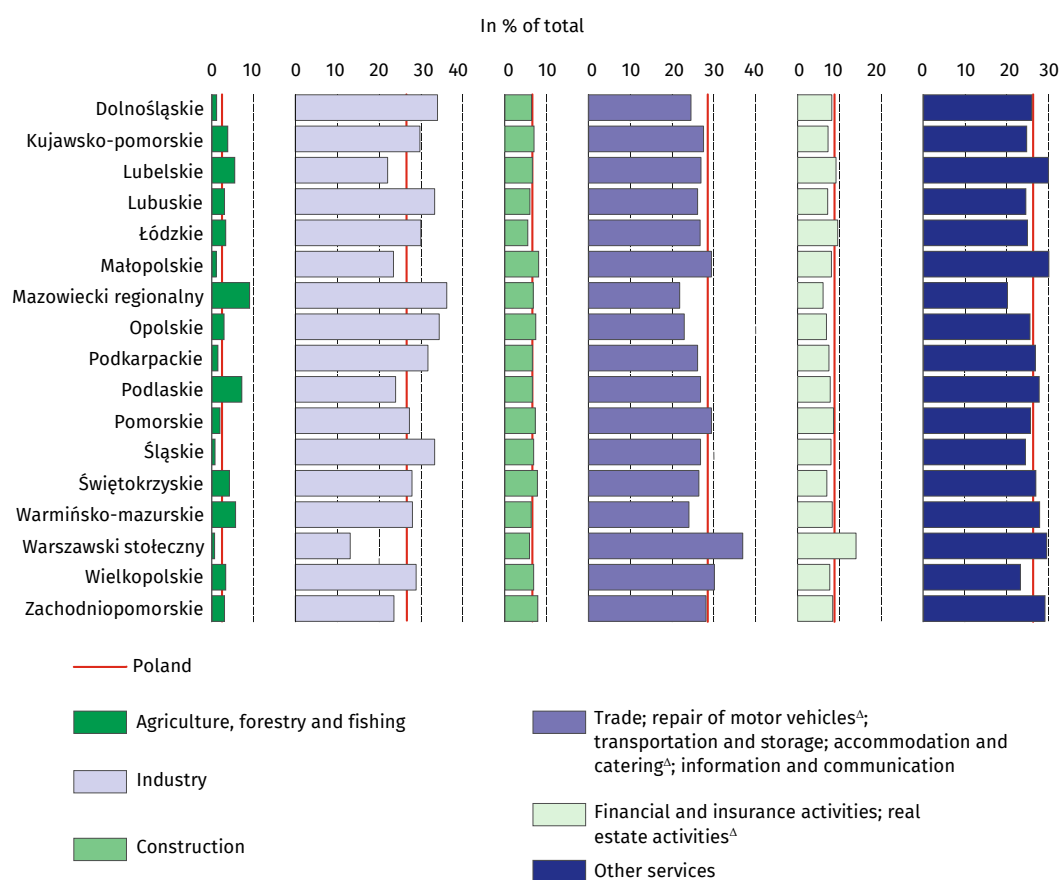 In % of total
0 10 0 10 20 30 40 0 10 0 10 20 30 40 0 10 20 0 10 20 30
Dolnośląskie
Kujawsko-pomorskie
Lubelskie
Lubuskie
Łódzkie
Małopolskie
Mazowiecki regionalny
Opolskie
Podkarpackie
Podlaskie
Pomorskie
Śląskie
Świętokrzyskie
Warmińsko-mazurskie
Warszawski stołeczny
Wielkopolskie
Zachodniopomorskie
Poland
Agriculture, forestry and fishing
Industry
Construction
Trade; repair of motor vehiclesΔ;
transportation and storage; accommodation and
cateringΔ; information and communication
Financial and insurance activities; real
estate activitiesΔ
Other services